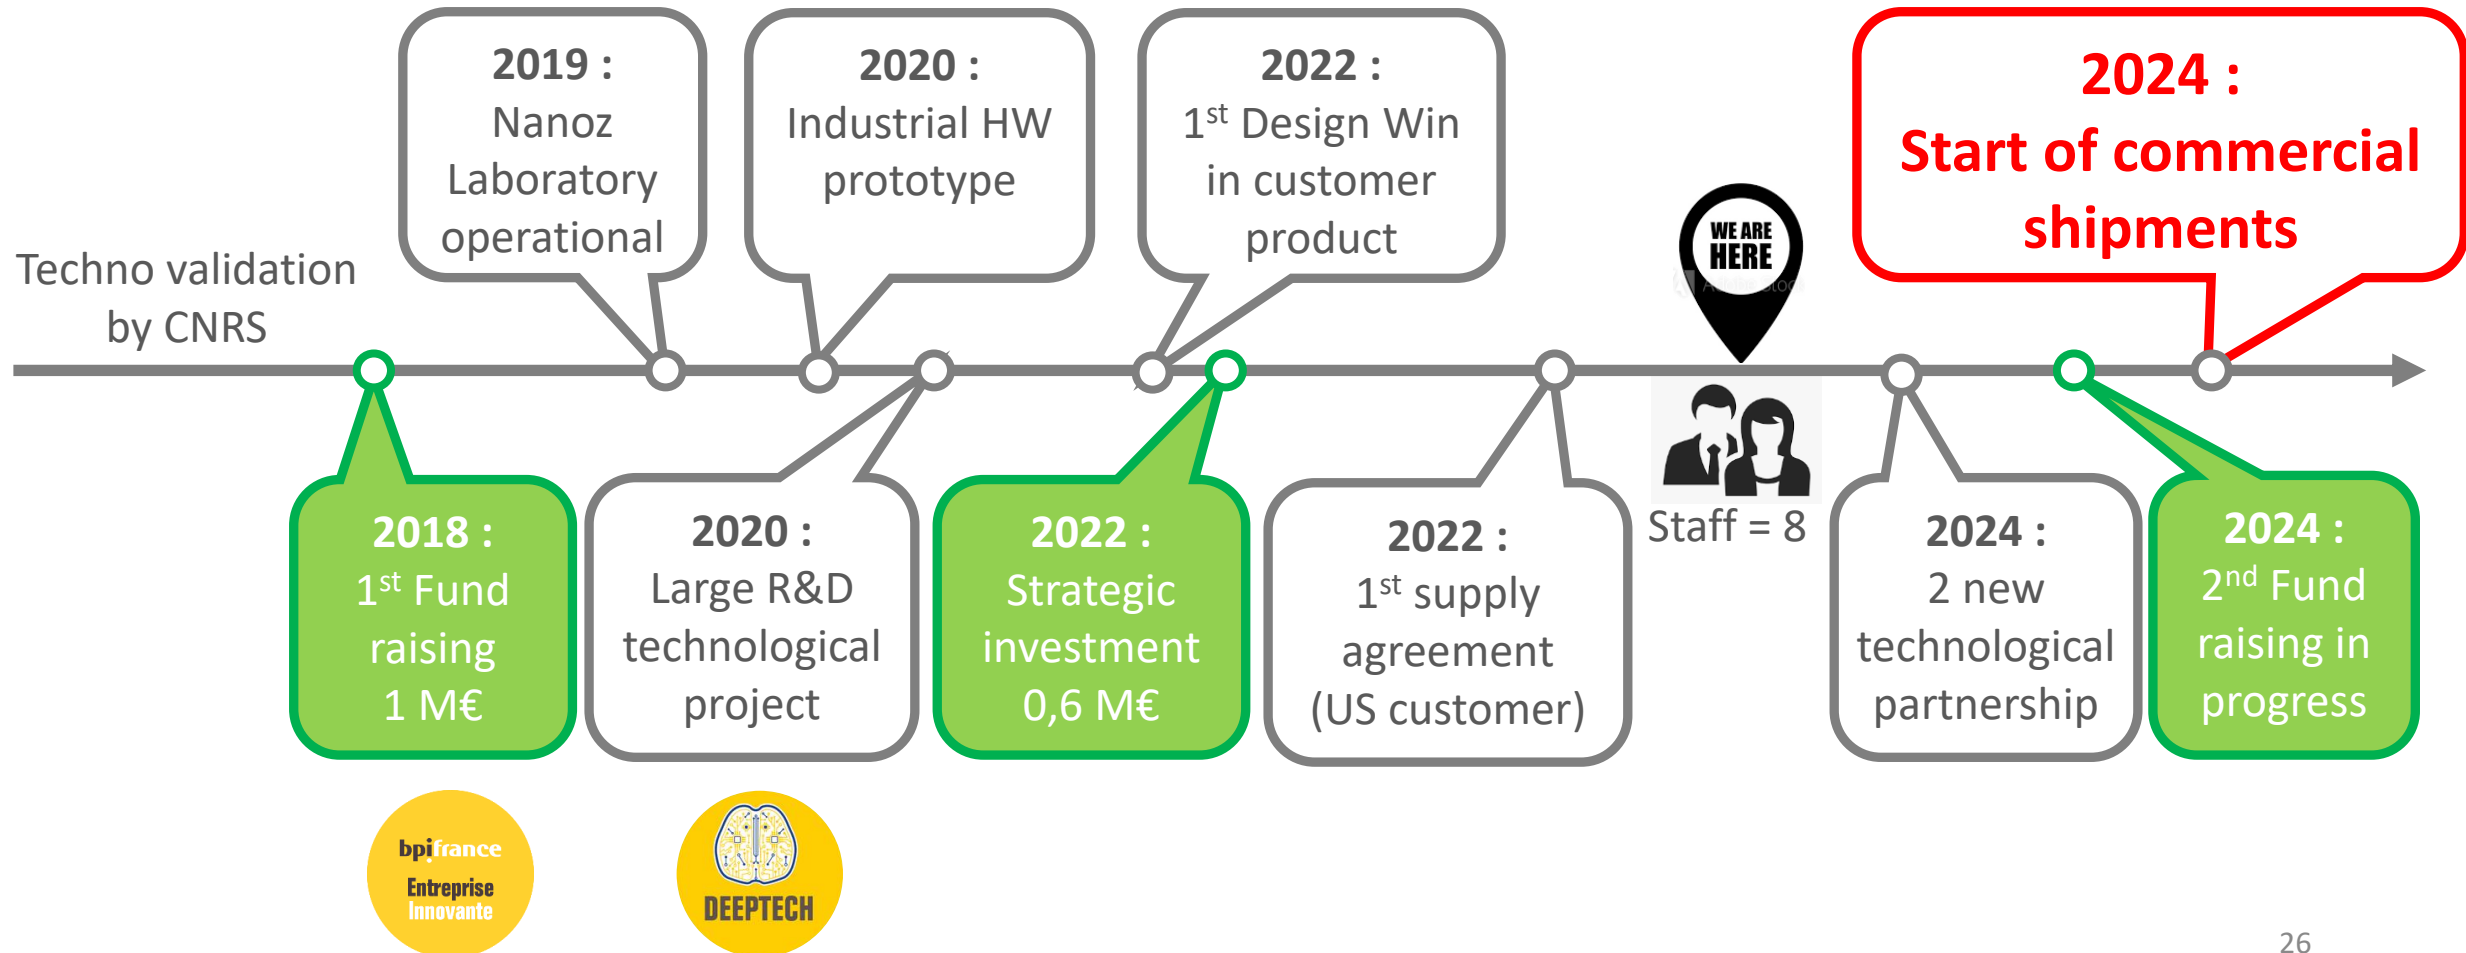 2019 :
Nanoz
Laboratory
operational
2020 :
Industrial HW
prototype
2022 :
1st Design Win
in customer
product
2024 :
Start of commercial
shipments
WE ARE
HERE
Techno validation
by CNRS
2018 :
1st Fund
raising
1 M€
2020 :
Large R&D
technological
project
2022 :
Strategic
investment
0,6 M€
2022 :
1st supply
agreement
(US customer)
Staff = 8
2024 :
2 new
technological
partnership
2024 :
2nd Fund
raising in
progress
bpifrance
Entreprise
Innovante
DEEPTECH
26